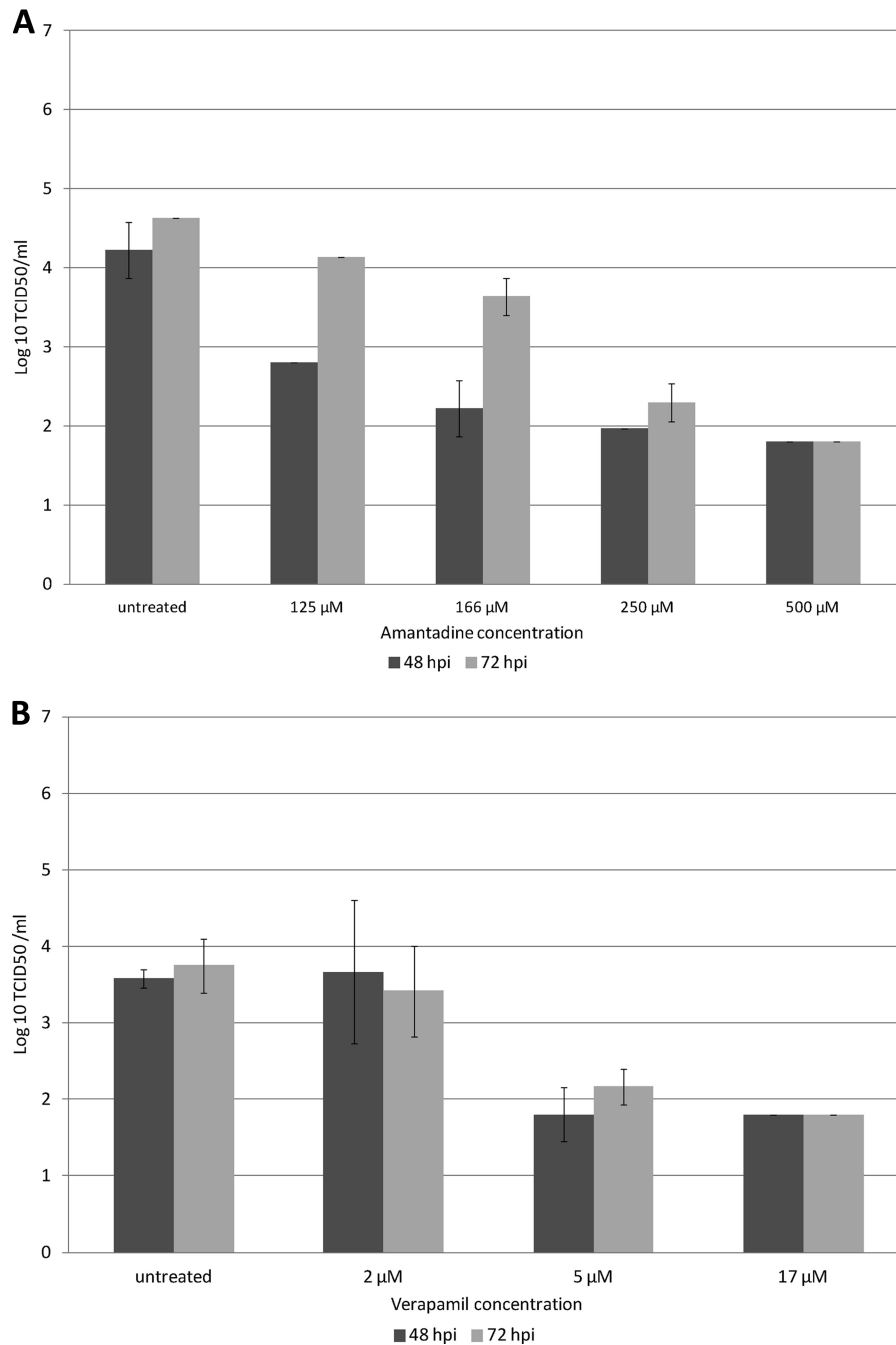 A
7
6
5
4
3
2
1
0
Log 10 TCID50/ml
untreated 125 µM 166 µM 250 µM 500 µM
Amantadine concentration
48 hpi 72 hpi
B
7
6
5
4
3
2
1
0
Log 10 TCID50 /ml
untreated 2 µM 5 µM 17 µM
Verapamil concentration
48 hpi 72 hpi